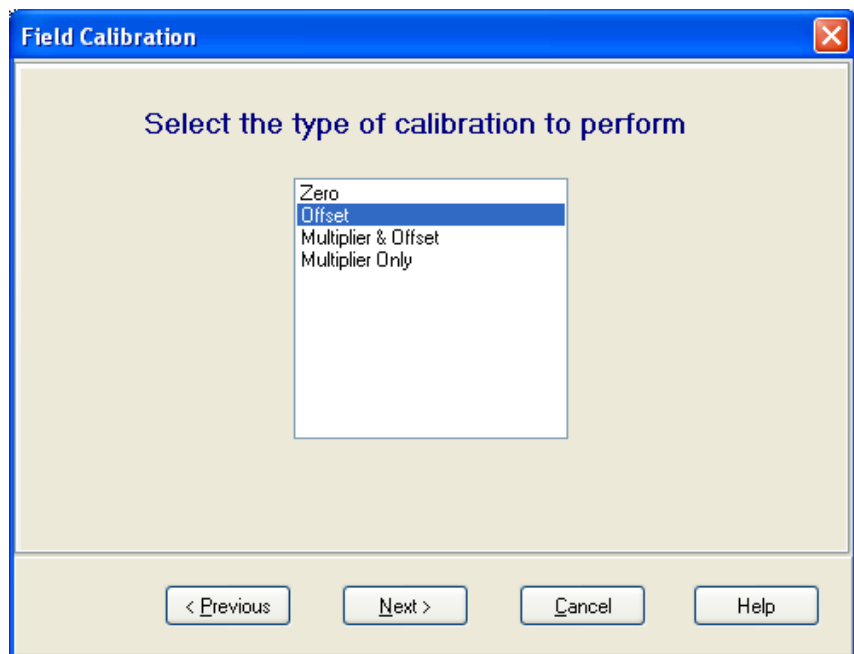 Field Calibration
Select the type of calibration to perform
Zero
Offset
Multiplier & Offset
Multiplier Only
< Previous
Next >
Cancel
Help